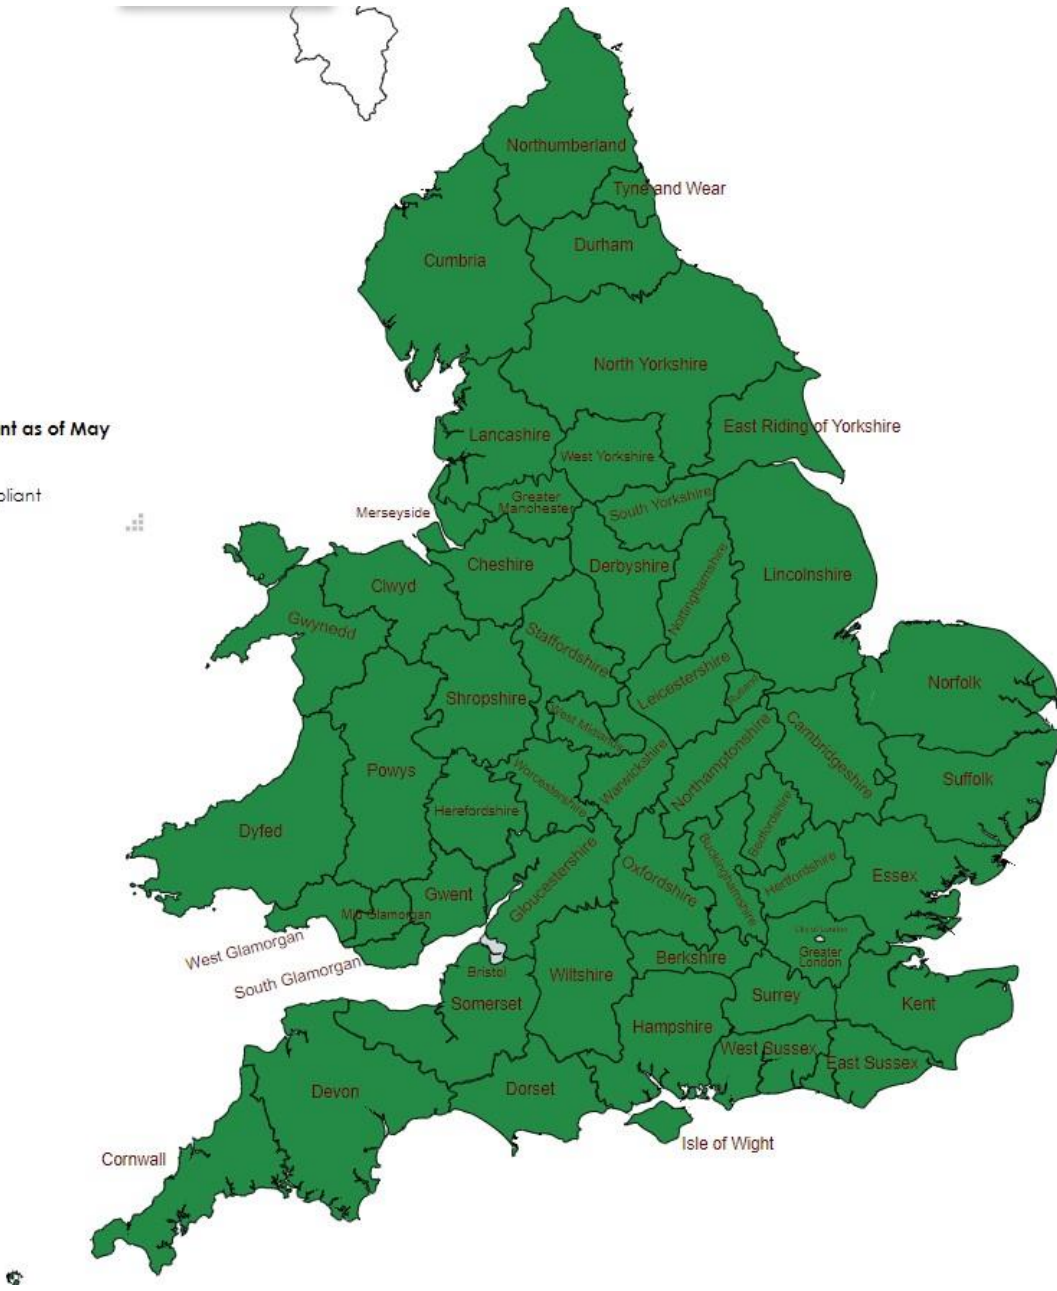 Northumberland
Tyne and Wear
Durham
Cumbria
North Yorkshire
nt as of May
East Riding of Yorkshire
Lancashire
West Yorkshire
pliant
Greater
Manchester
South Yorkshire
Merseyside
Cheshire
Derbyshire
Nottinghamshire
Lincolnshire
Clwyd
Gwynedd
Staffordshire
Leicestershire
Rutland
Norfolk
Shropshire
West Midlands
Cambridgeshire
Northamptonshire
Warwickshire
Worcestershire
Powys
Suffolk
Herefordshire
Bedfordshire
Dyfed
Buckinghamshire
Hertfordshire
Essex
Oxfordshire
Gloucestershire
Gwent
Mid Glamorgan
City of London
West Glamorgan
Greater
London
Berkshire
South Glamorgan
Bristol
Wiltshire
Surrey
Somerset
Kent
Hampshire
West Sussex
East Sussex
Devon
Dorset
Isle of Wight
Cornwall